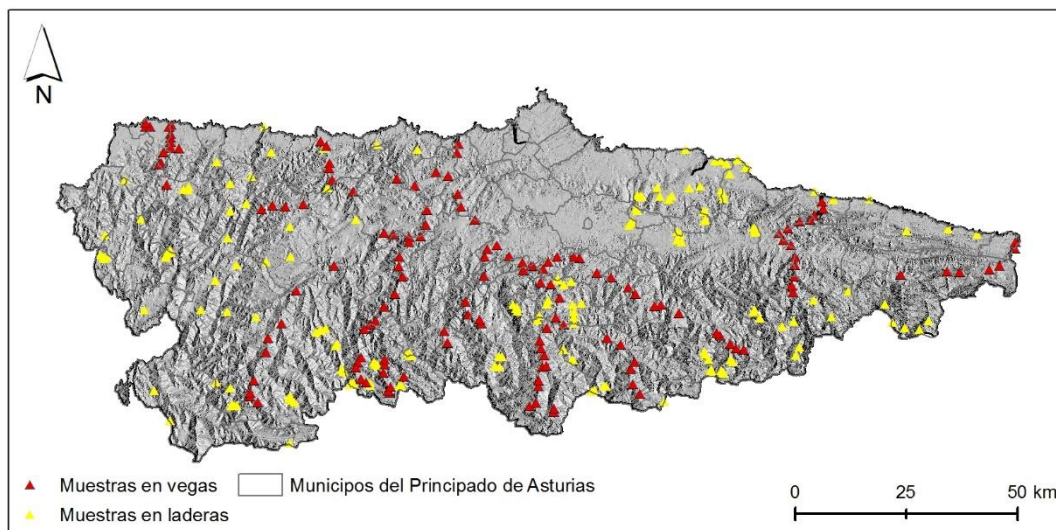 N
Muestras en vegas
Municipos del Principado de Asturias
Muestras en laderas
0 25 50 km